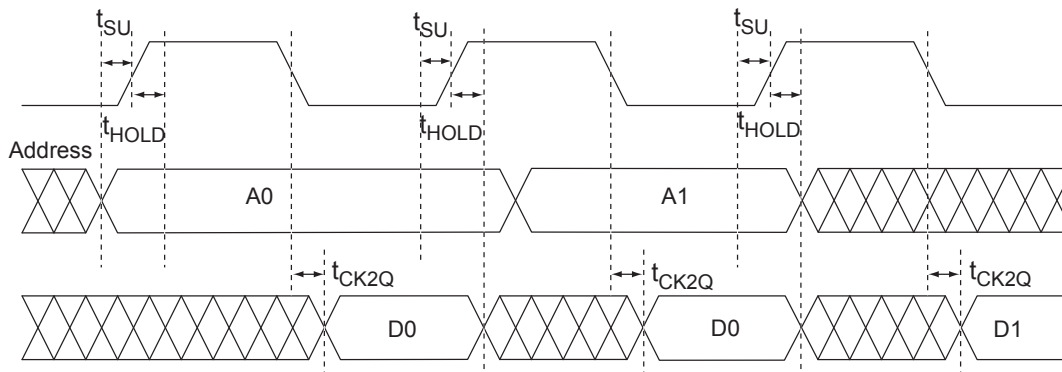 tSU tSU tSU
tHOLD tHOLD tHOLD
Address
A0 A1
tCK2Q tCK2Q tCK2Q
D0 D0 D1